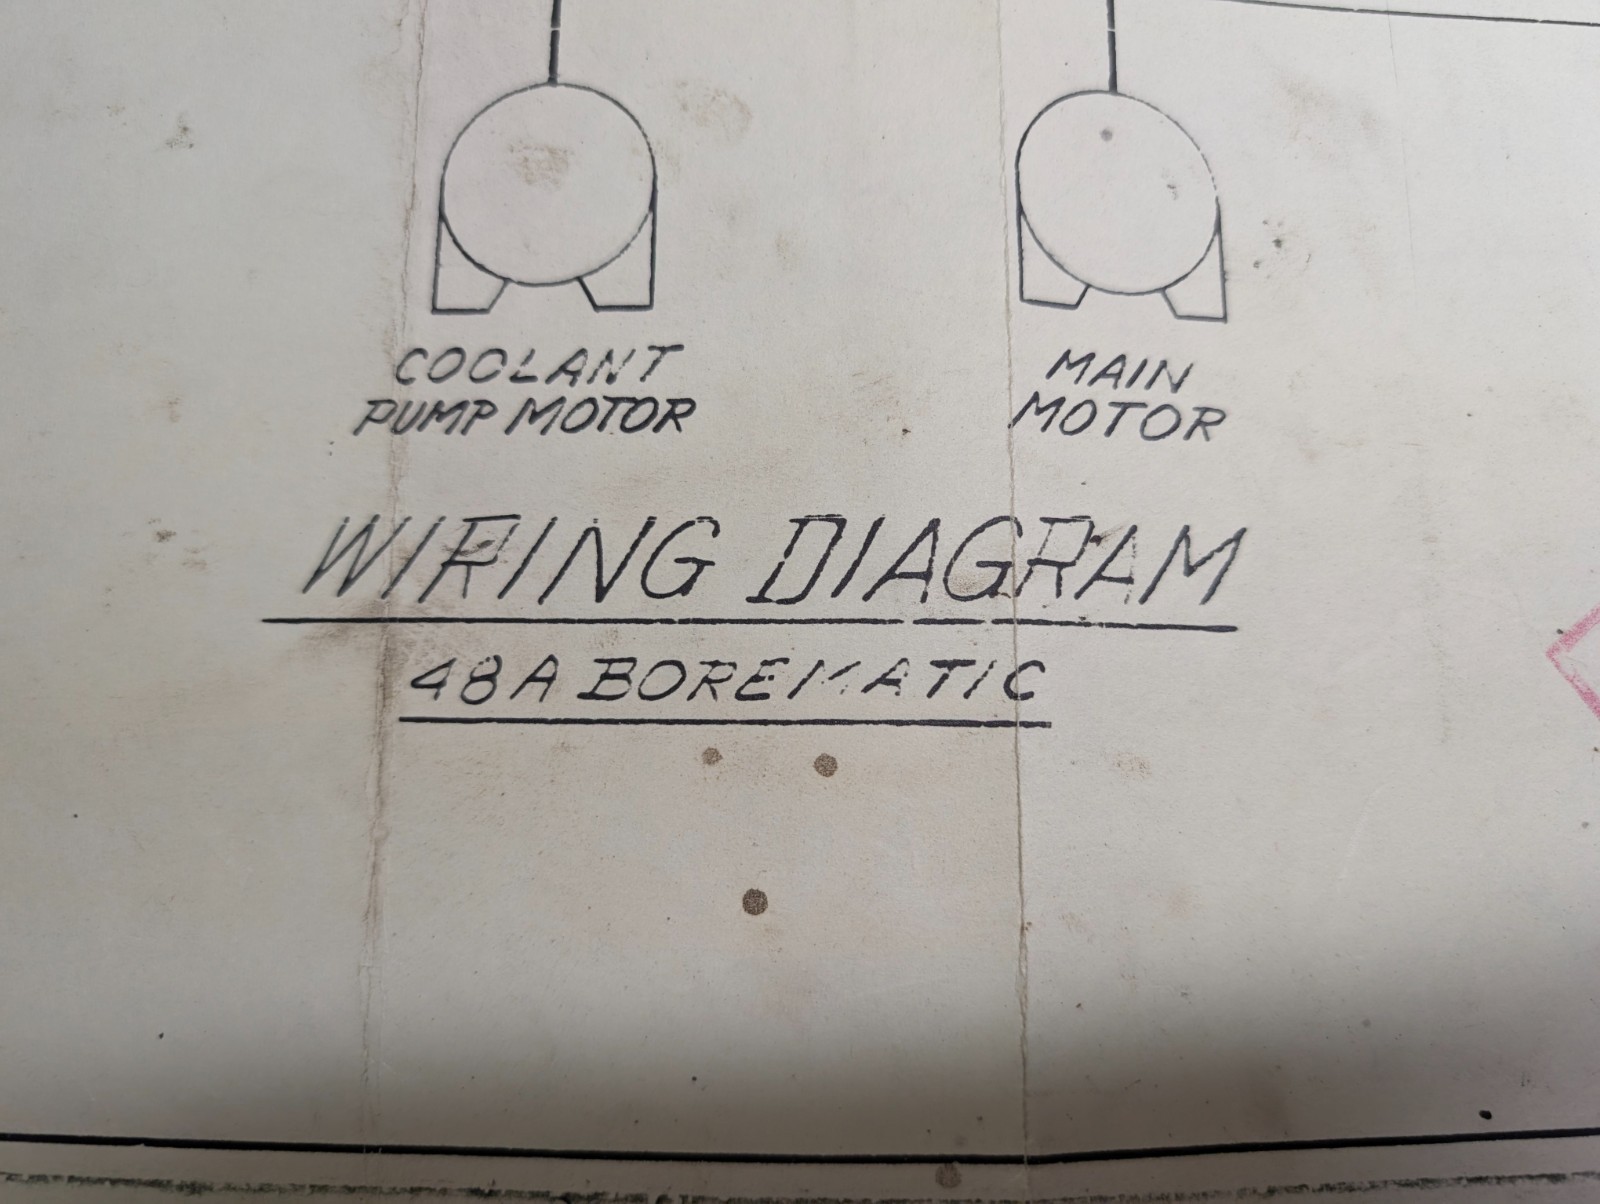 COOLANT
PUMP MOTOR
MAIN
MOTOR
WIRING DIAGRAM
48A BOREMATIC